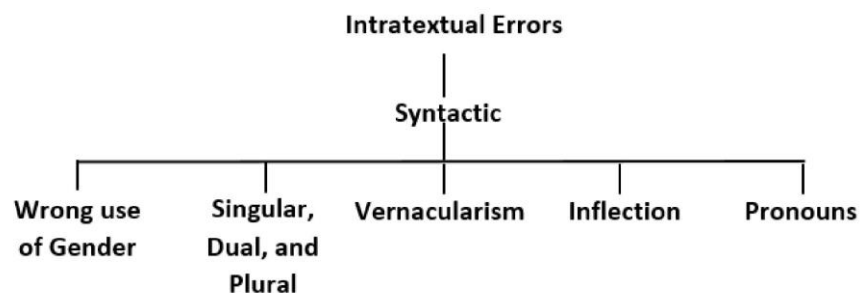 Intratextual Errors
Syntactic
Wrong use
of Gender
Singular,
Dual, and
Plural
Vernacularism
Inflection
Pronouns